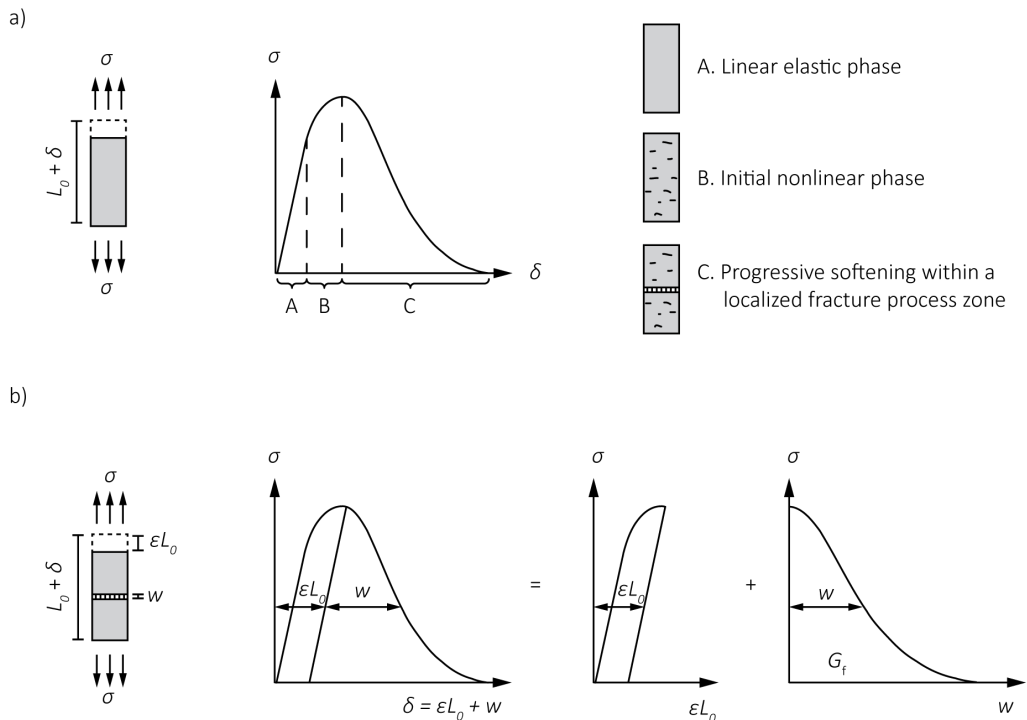 a)
σ
L₀ + δ
σ
σ
δ
A B C
A. Linear elastic phase
B. Initial nonlinear phase
C. Progressive softening within a
localized fracture process zone
b)
σ
εL₀
L₀ + δ
w
σ
σ
εL₀
w
δ = εL₀ + w
=
σ
εL₀
εL₀
+
σ
w
G_f
w